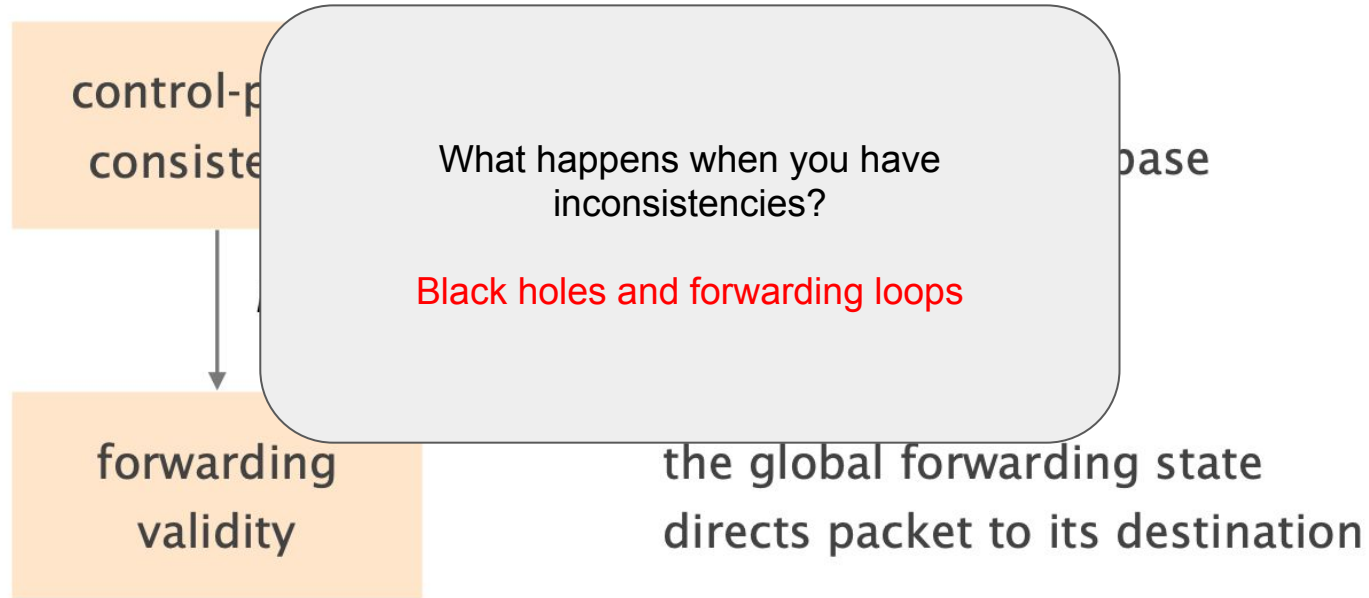 control-p
consiste
What happens when you have
inconsistencies?
Black holes and forwarding loops
base
forwarding
validity
the global forwarding state
directs packet to its destination